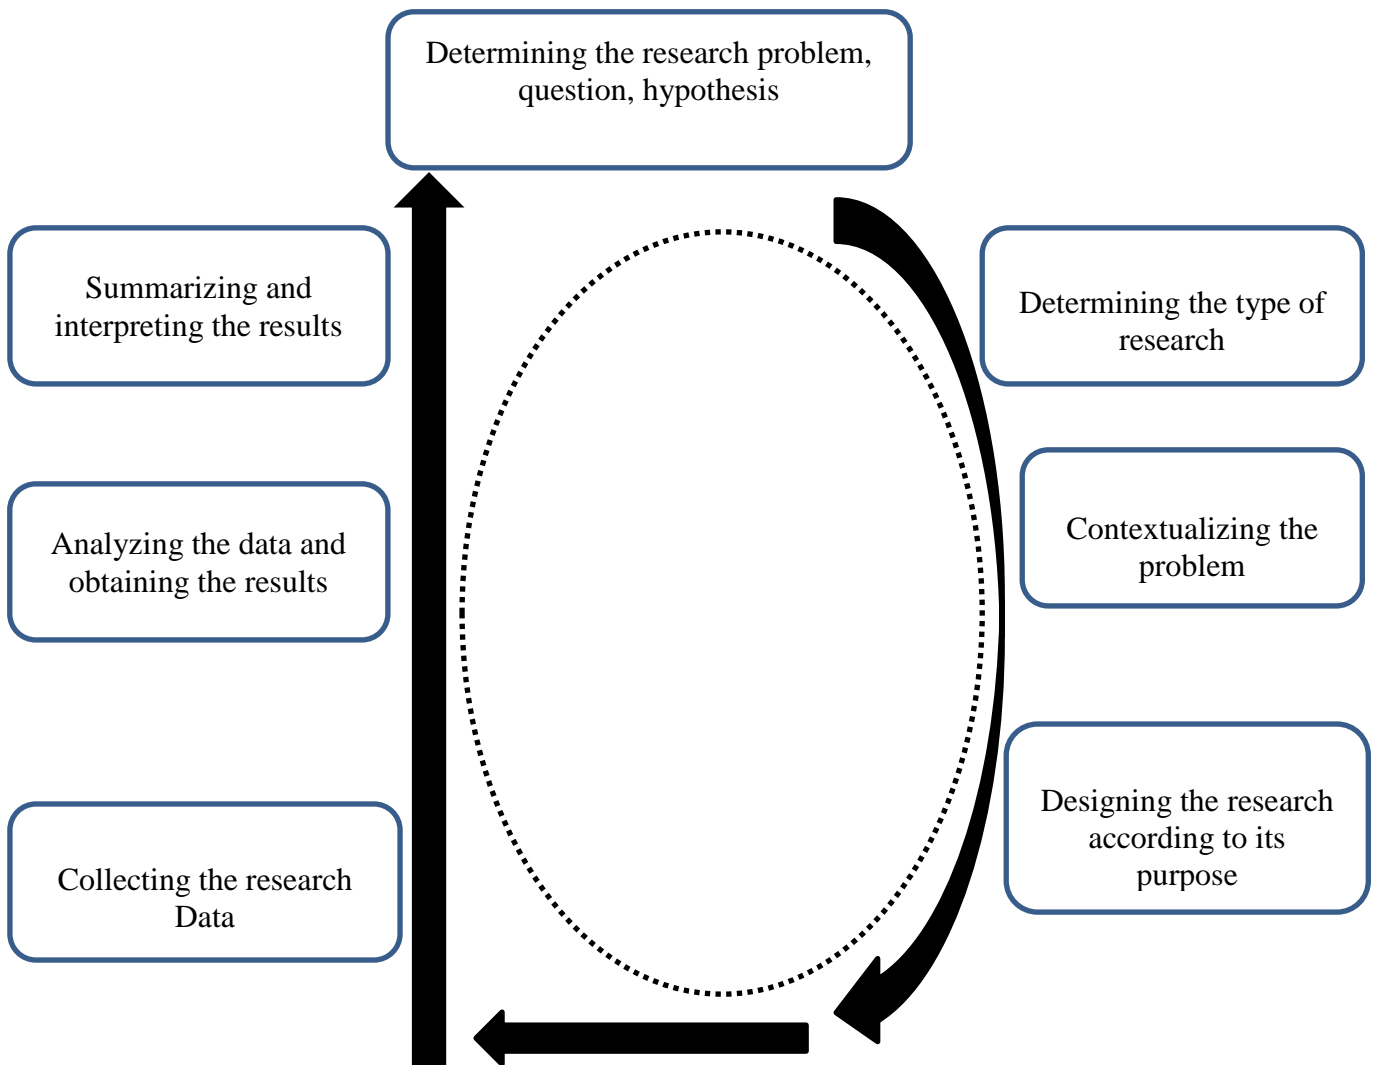 Determining the research problem,
question, hypothesis
Determining the type of
research
Contextualizing the
problem
Designing the research
according to its
purpose
Collecting the research
Data
Analyzing the data and
obtaining the results
Summarizing and
interpreting the results